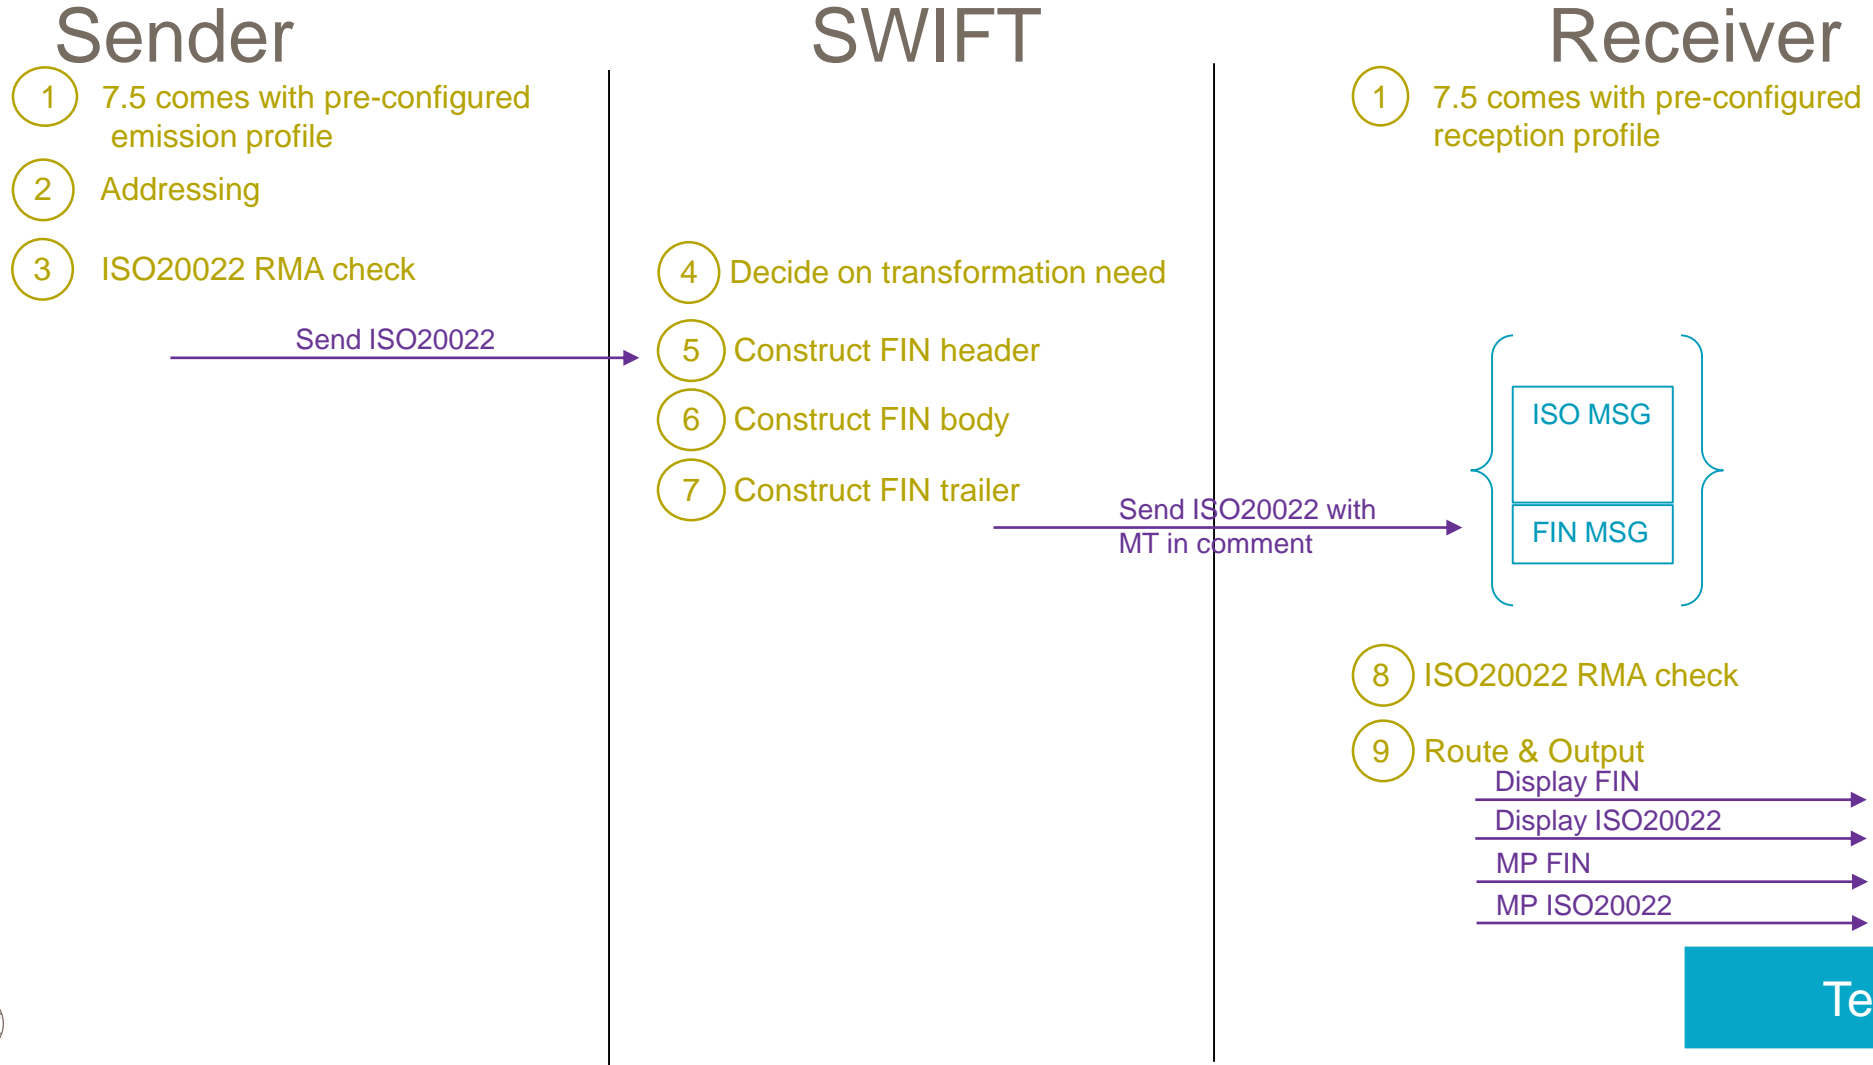 Sender
SWIFT
Receiver
1
7.5 comes with pre-configured
emission profile
2
Addressing
3
ISO20022 RMA check
Send ISO20022
4
Decide on transformation need
5
Construct FIN header
6
Construct FIN body
7
Construct FIN trailer
Send ISO20022 with
MT in comment
1
7.5 comes with pre-configured
reception profile
ISO MSG
FIN MSG
8
ISO20022 RMA check
9
Route & Output
Display FIN
Display ISO20022
MP FIN
MP ISO20022
Te